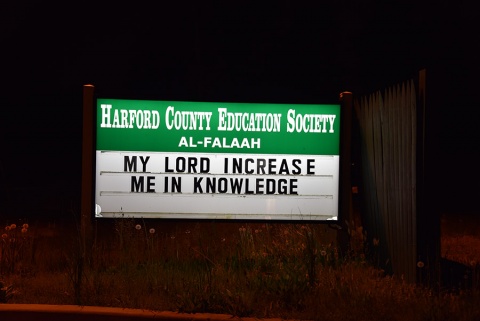 HARFORD COUNTY EDUCATION SOCIETY
AL-FALAAH
MY LORD INCREASE
ME IN KNOWLEDGE